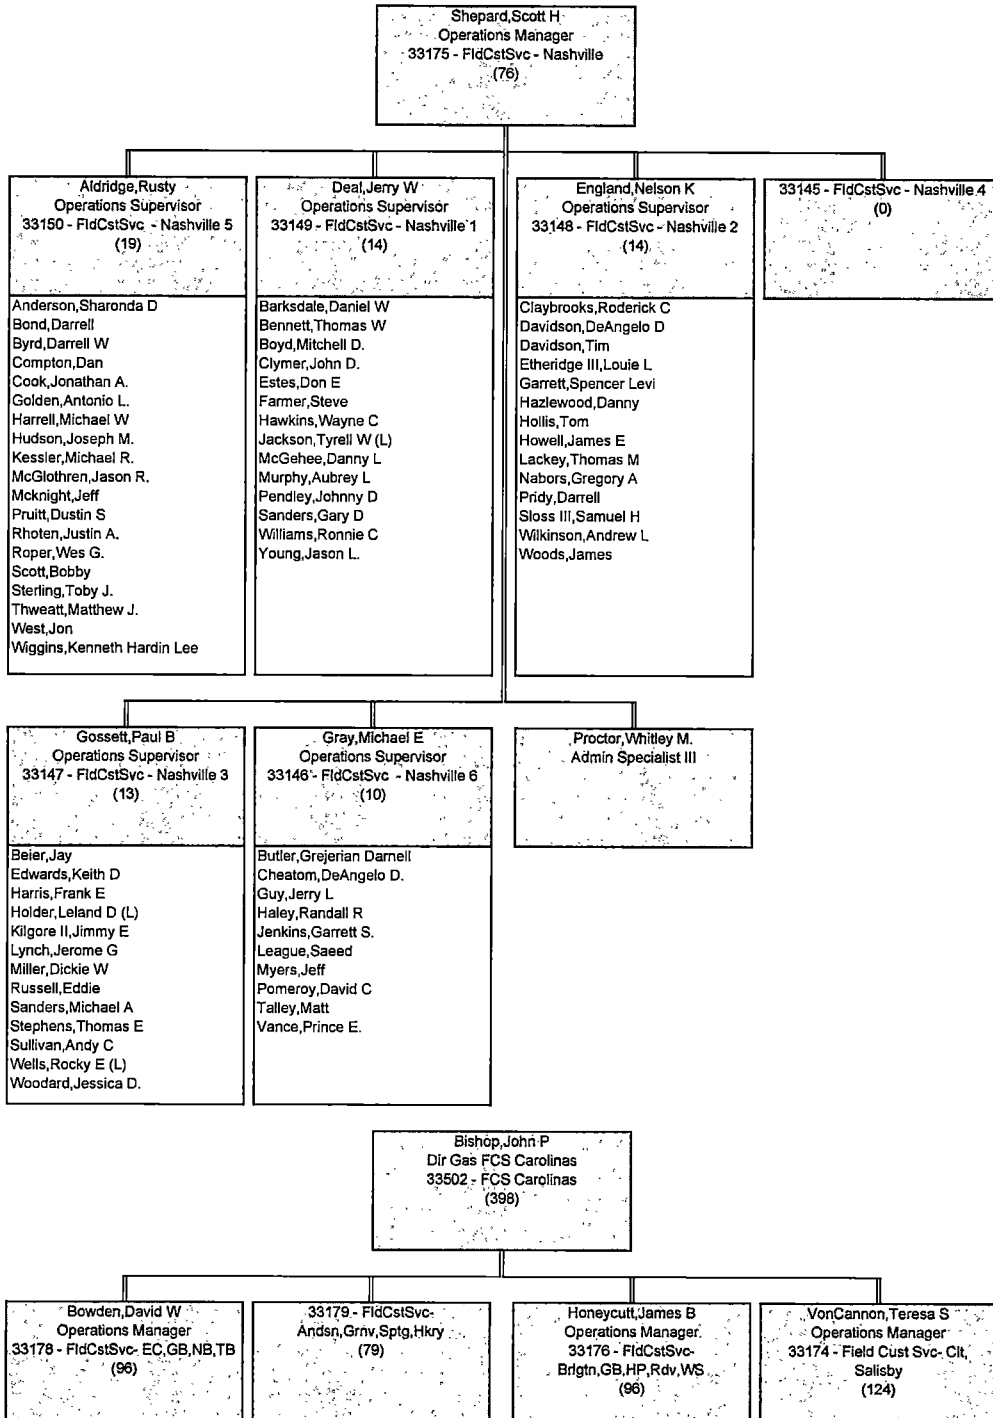 Shepard,Scott H
Operations Manager
33175 - FldCstSvc - Nashville
(76)
Aldridge,Rusty
Operations Supervisor
33150 - FldCstSvc - Nashville 5
(19)
Anderson,Sharonda D
Bond,Darrell
Byrd,Darrell W
Compton,Dan
Cook,Jonathan A.
Golden,Antonio L.
Harrell,Michael W
Hudson,Joseph M.
Kessler,Michael R.
McGlothren,Jason R.
Mcknight,Jeff
Pruitt,Dustin S
Rhoten,Justin A.
Roper,Wes G.
Scott,Bobby
Sterling,Toby J.
Thweatt,Matthew J.
West,Jon
Wiggins,Kenneth Hardin Lee
Deal,Jerry W
Operations Supervisor
33149 - FldCstSvc - Nashville 1
(14)
Barksdale,Daniel W
Bennett,Thomas W
Boyd,Mitchell D.
Clymer,John D.
Estes,Don E
Farmer,Steve
Hawkins,Wayne C
Jackson,Tyrell W (L)
McGehee,Danny L
Murphy,Aubrey L
Pendley,Johnny D
Sanders,Gary D
Williams,Ronnie C
Young,Jason L.
England,Nelson K
Operations Supervisor
33148 - FldCstSvc - Nashville 2
(14)
Claybrooks,Roderick C
Davidson,DeAngelo D
Davidson,Tim
Etheridge III,Louie L
Garrett,Spencer Levi
Hazlewood,Danny
Hollis,Tom
Howell,James E
Lackey,Thomas M
Nabors,Gregory A
Pridy,Darrell
Sloss III,Samuel H
Wilkinson,Andrew L
Woods,James
33145 - FldCstSvc - Nashville 4
(0)
Gossett,Paul B
Operations Supervisor
33147 - FldCstSvc - Nashville 3
(13)
Beier,Jay
Edwards,Keith D
Harris,Frank E
Holder,Leland D (L)
Kilgore II,Jimmy E
Lynch,Jerome G
Miller,Dickie W
Russell,Eddie
Sanders,Michael A
Stephens,Thomas E
Sullivan,Andy C
Wells,Rocky E (L)
Woodard,Jessica D.
Gray,Michael E
Operations Supervisor
33146 - FldCstSvc - Nashville 6
(10)
Butler,Grejerian Darnell
Cheatom,DeAngelo D.
Guy,Jerry L
Haley,Randall R
Jenkins,Garrett S.
League,Saeed
Myers,Jeff
Pomeroy,David C
Talley,Matt
Vance,Prince E.
Proctor,Whitley M.
Admin Specialist III
Bishop,John P
Dir Gas FCS Carolinas
33502 - FCS Carolinas
(398)
Bowden,David W
Operations Manager
33178 - FldCstSvc- EC,GB,NB,TB
(96)
33179 - FldCstSvc-
Andsn,Grnv,Sptg,Hkry
(79)
Honeycutt,James B
Operations Manager
33176 - FldCstSvc-
Brlgtn,GB,HP,Rdv,WS
(96)
VonCannon,Teresa S
Operations Manager
33174 - Field Cust Svc- Clt,
Salisby
(124)